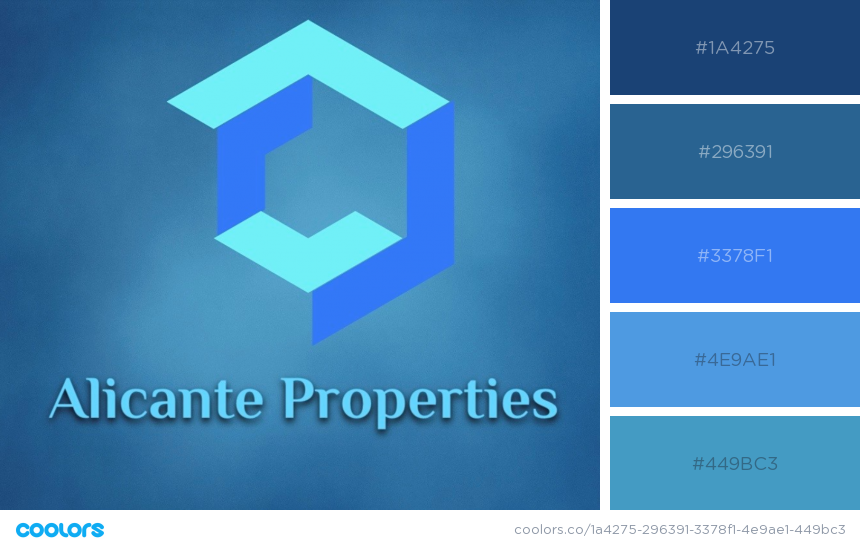 Alicante Properties
#1A4275
#296391
#3378F1
#4E9AE1
#449BC3
coolors
coolors.co/1a4275-296391-3378f1-4e9ae1-449bc3